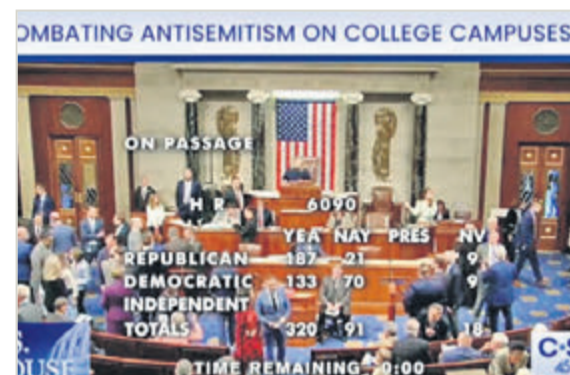 OMBATING ANTISEMITISM ON COLLEGE CAMPUSES
ON PASSAGE
H R 6090
YEA NAY PRES NV
REPUBLICAN 187 21 9
DEMOCRATIC 133 70 9
INDEPENDENT
TOTALS 320 91 18
TIME REMAINING 0:00
S.
OUSE
C-S